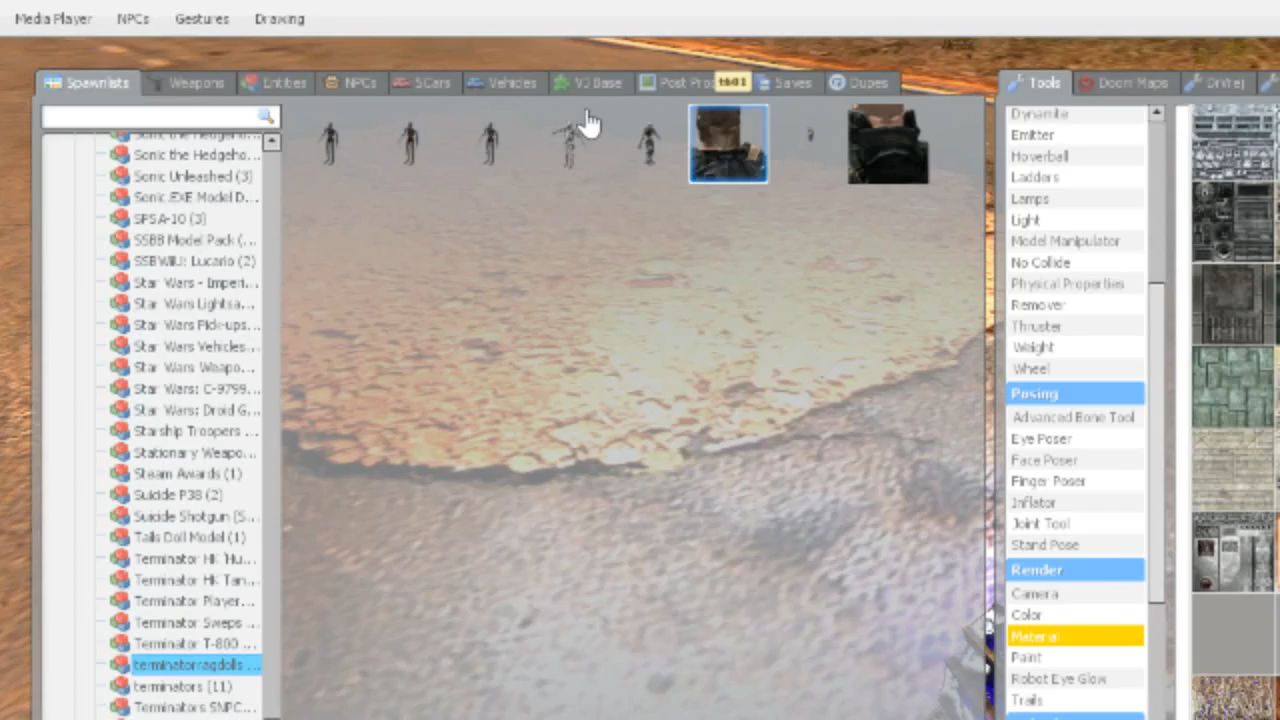 Media Player NPCs Gestures Drawing
Spawnlists Weapons Entities NPCs SCars Vehicles VJ Base Post Pro Saves Dupes
t601
Tools Doom Maps DrVrej
Sonic the Hedgeho...
Sonic the Hedgeho...
Sonic Unleashed (3)
Sonic.EXE Model D...
SPSA-10 (3)
SSBB Model Pack (...
SSBWIIU: Lucario (2)
Star Wars - Imperi...
Star Wars Lightsa...
Star Wars Pick-ups...
Star Wars Vehicles...
Star Wars Weapo...
Star Wars: C-9799...
Star Wars: Droid G...
Starship Troopers ...
Stationary Weapo...
Steam Awards (1)
Suicide P38 (2)
Suicide Shotgun (S...
Tails Doll Model (1)
Terminator HK 'Hu...
Terminator HK Tan...
Terminator Player...
Terminator Sweps ...
Terminator T-800 ...
terminatorragdolls ...
terminators (11)
Terminators SNPC...
Dynamite
Emitter
Hoverball
Ladders
Lamps
Light
Model Manipulator
No Collide
Physical Properties
Remover
Thruster
Weight
Wheel
Posing
Advanced Bone Tool
Eye Poser
Face Poser
Finger Poser
Inflator
Joint Tool
Stand Pose
Render
Camera
Color
Material
Paint
Robot Eye Glow
Trails